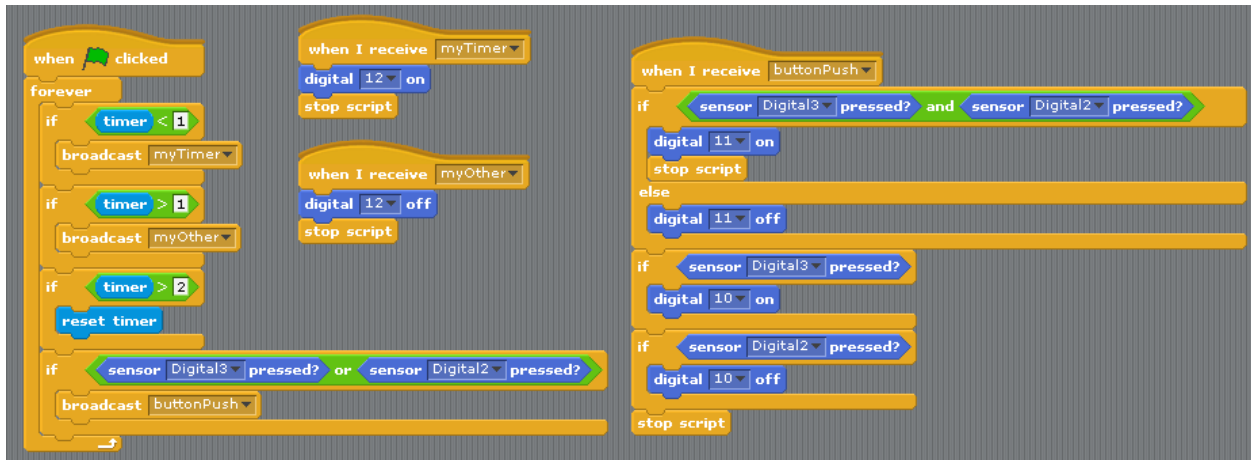 when clicked
forever
if timer < 1
broadcast myTimer
if timer > 1
broadcast myOther
if timer > 2
reset timer
if sensor Digital3 pressed? or sensor Digital2 pressed?
broadcast buttonPush
when I receive myTimer
digital 12 on
stop script
when I receive myOther
digital 12 off
stop script
when I receive buttonPush
if sensor Digital3 pressed? and sensor Digital2 pressed?
digital 11 on
stop script
else
digital 11 off
if sensor Digital3 pressed?
digital 10 on
if sensor Digital2 pressed?
digital 10 off
stop script